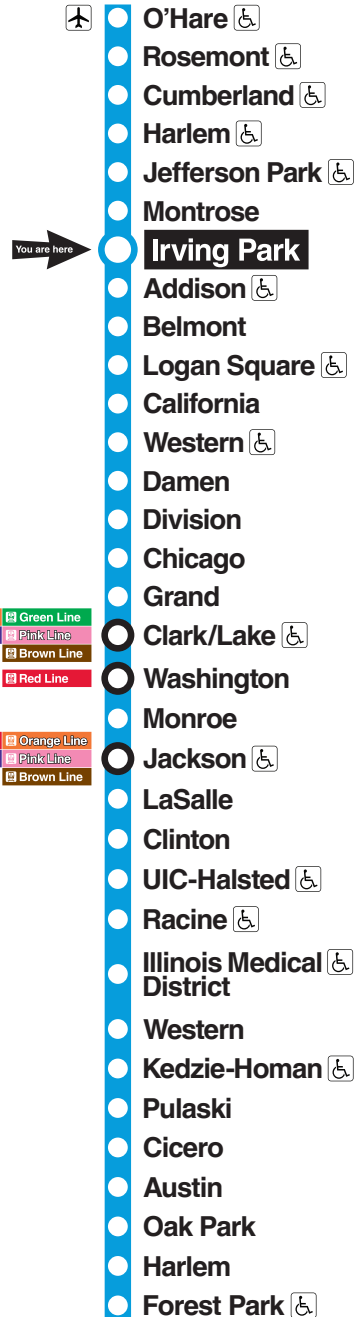 O'Hare
Rosemont
Cumberland
Harlem
Jefferson Park
Montrose
You are here
Irving Park
Addison
Belmont
Logan Square
California
Western
Damen
Division
Chicago
Grand
Green Line
Pink Line
Brown Line
Clark/Lake
Red Line
Washington
Monroe
Orange Line
Pink Line
Brown Line
Jackson
LaSalle
Clinton
UIC-Halsted
Racine
Illinois Medical
District
Western
Kedzie-Homan
Pulaski
Cicero
Austin
Oak Park
Harlem
Forest Park